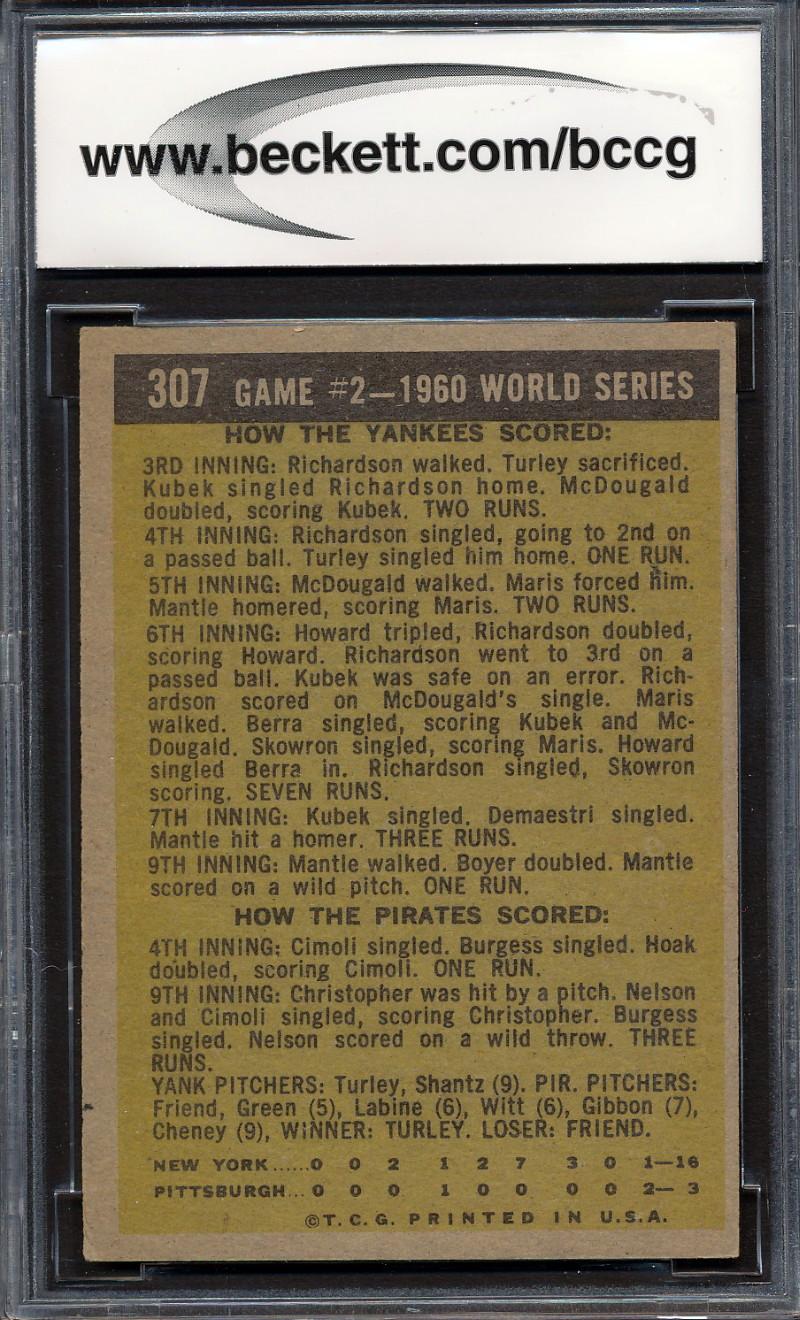 www.beckett.com/bccg
307 GAME #2—1960 WORLD SERIES
HOW THE YANKEES SCORED:
3RD INNING: Richardson walked. Turley sacrificed.
Kubek singled Richardson home. McDougald
doubled, scoring Kubek. TWO RUNS.
4TH INNING: Richardson singled, going to 2nd on
a passed ball. Turley singled him home. ONE RUN.
5TH INNING: McDougald walked. Maris forced him.
Mantle homered, scoring Maris. TWO RUNS.
6TH INNING: Howard tripled, Richardson doubled,
scoring Howard. Richardson went to 3rd on a
passed ball. Kubek was safe on an error. Rich-
ardson scored on McDougald's single. Maris
walked. Berra singled, scoring Kubek and Mc-
Dougald. Skowron singled, scoring Maris. Howard
singled Berra in. Richardson singled, Skowron
scoring. SEVEN RUNS.
7TH INNING: Kubek singled. Demaestri singled.
Mantle hit a homer. THREE RUNS.
9TH INNING: Mantle walked. Boyer doubled. Mantle
scored on a wild pitch. ONE RUN.
HOW THE PIRATES SCORED:
4TH INNING: Cimoli singled. Burgess singled. Hoak
doubled, scoring Cimoli. ONE RUN.
9TH INNING: Christopher was hit by a pitch. Nelson
and Cimoli singled, scoring Christopher. Burgess
singled. Nelson scored on a wild throw. THREE
RUNS.
YANK PITCHERS: Turley, Shantz (9). PIR. PITCHERS:
Friend, Green (5), Labine (6), Witt (6), Gibbon (7),
Cheney (9), WINNER: TURLEY. LOSER: FRIEND.
NEW YORK......0 0 2 1 2 7 3 0 1—16
PITTSBURGH...0 0 0 1 0 0 0 0 2— 3
©T. C. G. PRINTED IN U.S.A.